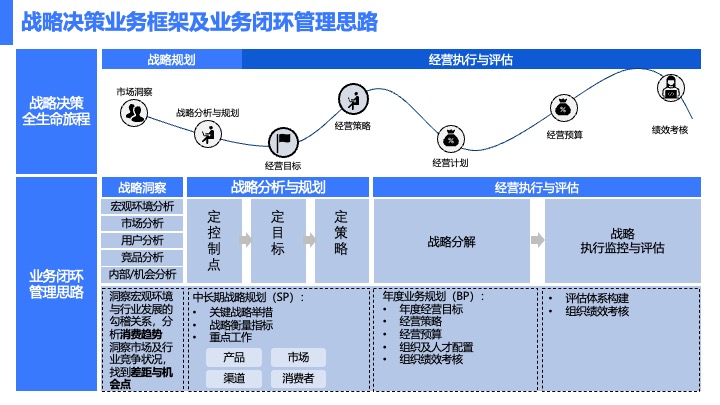 战略决策业务框架及业务闭环管理思路
战略决策
全生命旅程
战略规划
经营执行与评估
市场洞察
战略分析与规划
经营目标
经营策略
经营计划
经营预算
绩效考核
业务闭环
管理思路
战略洞察
战略分析与规划
经营执行与评估
宏观环境分析
市场分析
用户分析
竞品分析
内部/机会分析
定控制点
定目标
定策略
战略分解
战略
执行监控与评估
洞察宏观环境
与行业发展的
勾稽关系，分
析消费趋势
洞察市场及行
业竞争状况，
找到差距与机
会点
中长期战略规划（SP）：
• 关键战略举措
• 战略衡量指标
• 重点工作
产品
市场
渠道
消费者
年度业务规划（BP）：
• 年度经营目标
• 经营策略
• 经营预算
• 组织及人才配置
• 组织绩效考核
• 评估体系构建
• 组织绩效考核